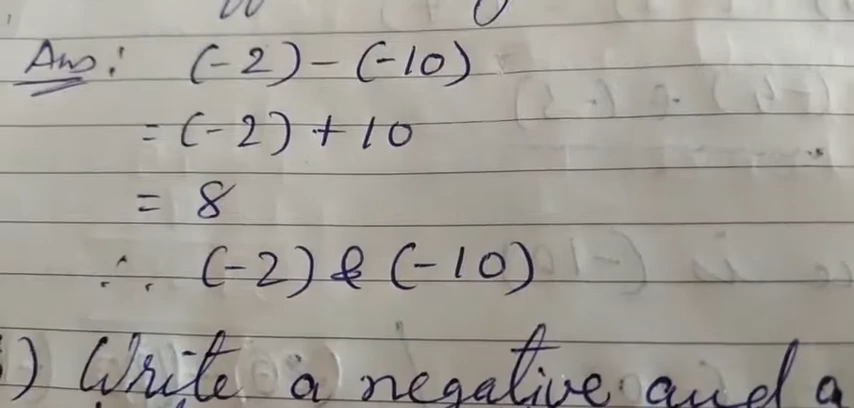 Ans: (-2) - (-10)
= (-2) + 10
= 8
∴ (-2) & (-10)
) Write a negative and a